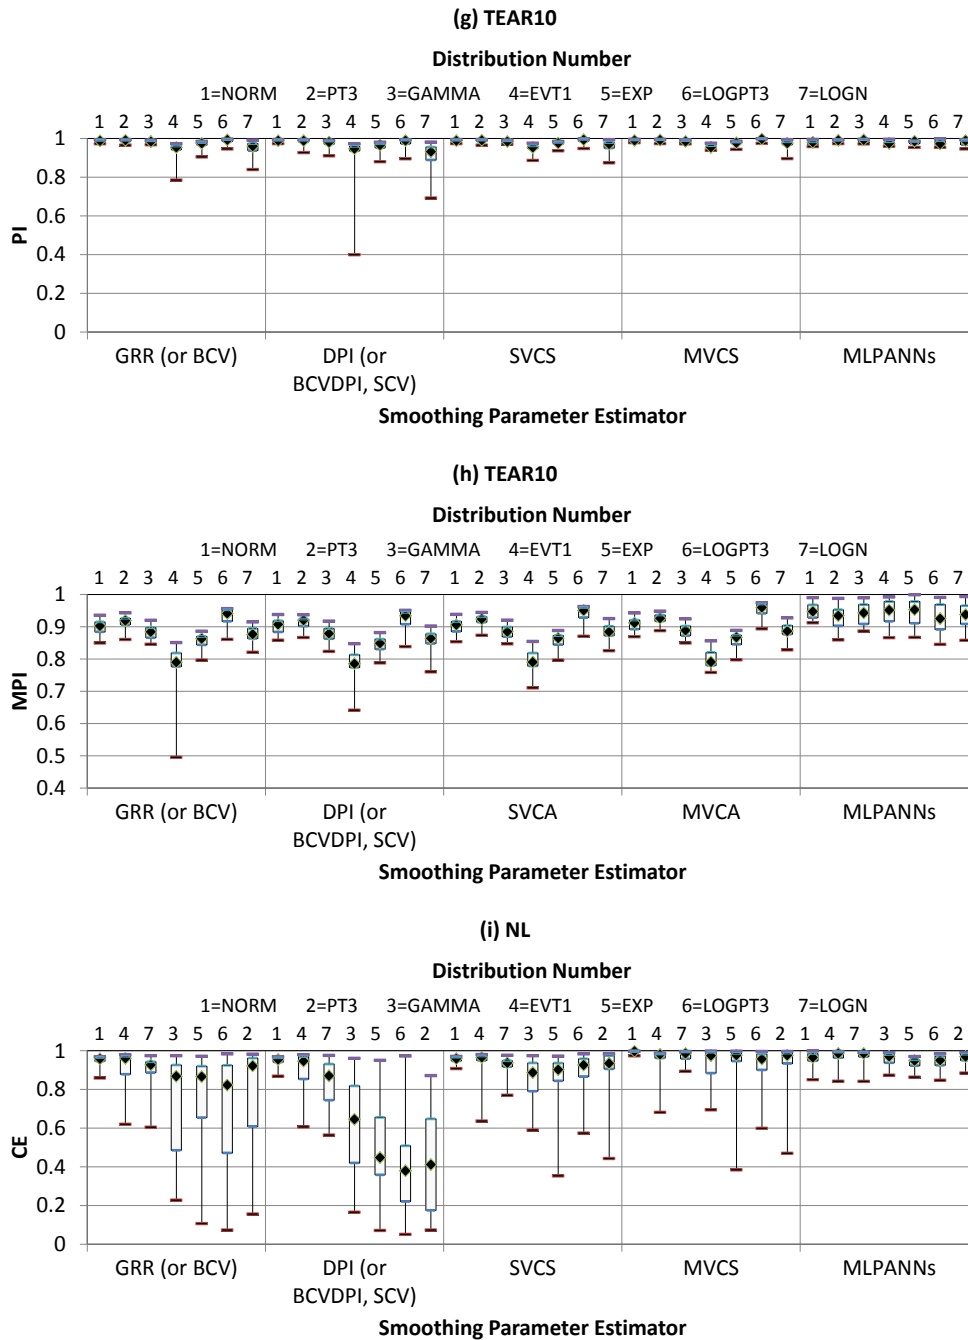 (g) TEAR10
Distribution Number
1=NORM 2=PT3 3=GAMMA 4=EVT1 5=EXP 6=LOGPT3 7=LOGN
1 2 3 4 5 6 7 1 2 3 4 5 6 7 1 2 3 4 5 6 7 1 2 3 4 5 6 7 1 2 3 4 5 6 7
1
0.8
0.6
0.4
0.2
0
PI
GRR (or BCV) DPI (or SVCS MVCS MLPANNs
BCVDPI, SCV)
Smoothing Parameter Estimator
(h) TEAR10
Distribution Number
1=NORM 2=PT3 3=GAMMA 4=EVT1 5=EXP 6=LOGPT3 7=LOGN
1 2 3 4 5 6 7 1 2 3 4 5 6 7 1 2 3 4 5 6 7 1 2 3 4 5 6 7 1 2 3 4 5 6 7
1
0.9
0.8
0.7
0.6
0.5
0.4
MPI
GRR (or BCV) DPI (or SVCA MVCA MLPANNs
BCVDPI, SCV)
Smoothing Parameter Estimator
(i) NL
Distribution Number
1=NORM 2=PT3 3=GAMMA 4=EVT1 5=EXP 6=LOGPT3 7=LOGN
1 4 7 3 5 6 2 1 4 7 3 5 6 2 1 4 7 3 5 6 2 1 4 7 3 5 6 2 1 4 7 3 5 6 2
1
0.8
0.6
0.4
0.2
0
CE
GRR (or BCV) DPI (or SVCS MVCS MLPANNs
BCVDPI, SCV)
Smoothing Parameter Estimator